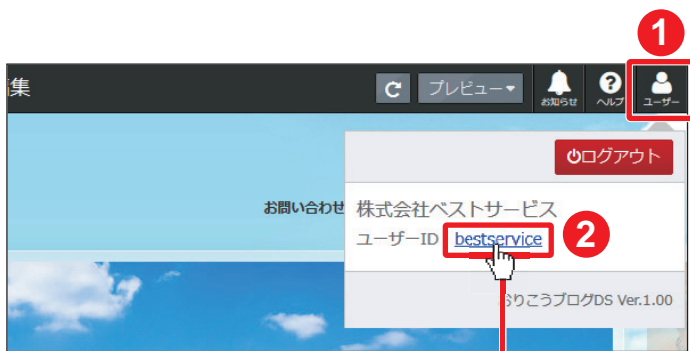 1
集
プレビュー
お知らせ
ヘルプ
ユーザー
ログアウト
お問い合わせ
株式会社ベストサービス
ユーザーID bestservice
2
おりこうブログDS Ver.1.00